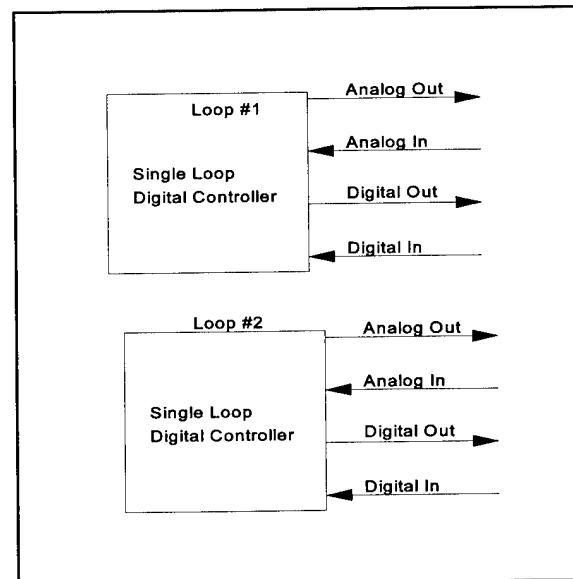 Loop #1
Single Loop
Digital Controller
Analog Out
Analog In
Digital Out
Digital In
Loop #2
Single Loop
Digital Controller
Analog Out
Analog In
Digital Out
Digital In